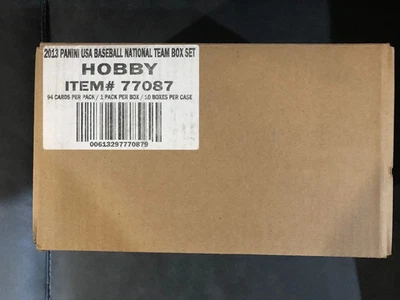 2013 PANINI USA BASEBALL NATIONAL TEAM BOX SET
HOBBY
ITEM# 77087
94 CARDS PER PACK / 1 PACK PER BOX / 10 BOXES PER CASE
00613297770879